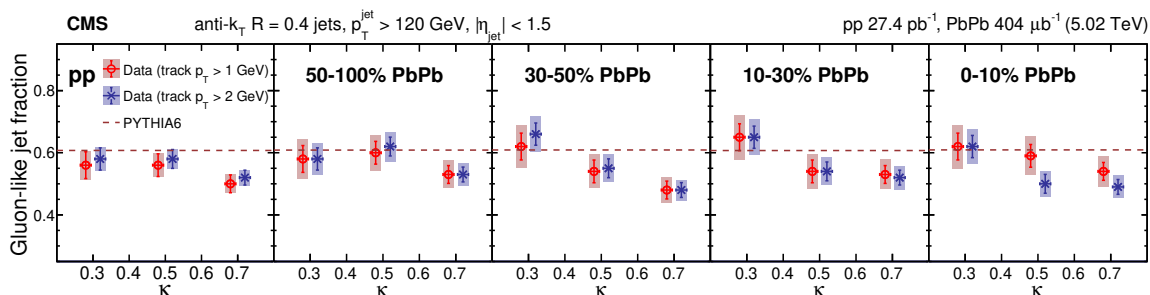 CMS anti-k_T R = 0.4 jets, p_T^jet > 120 GeV, |η_jet| < 1.5 pp 27.4 pb⁻¹, PbPb 404 μb⁻¹ (5.02 TeV)
Gluon-like jet fraction
0.8
0.6
0.4
pp
Data (track p_T > 1 GeV)
Data (track p_T > 2 GeV)
PYTHIA6
50-100% PbPb
30-50% PbPb
10-30% PbPb
0-10% PbPb
0.3 0.4 0.5 0.6 0.7 0.3 0.4 0.5 0.6 0.7 0.3 0.4 0.5 0.6 0.7 0.3 0.4 0.5 0.6 0.7 0.3 0.4 0.5 0.6 0.7
κ κ κ κ κ